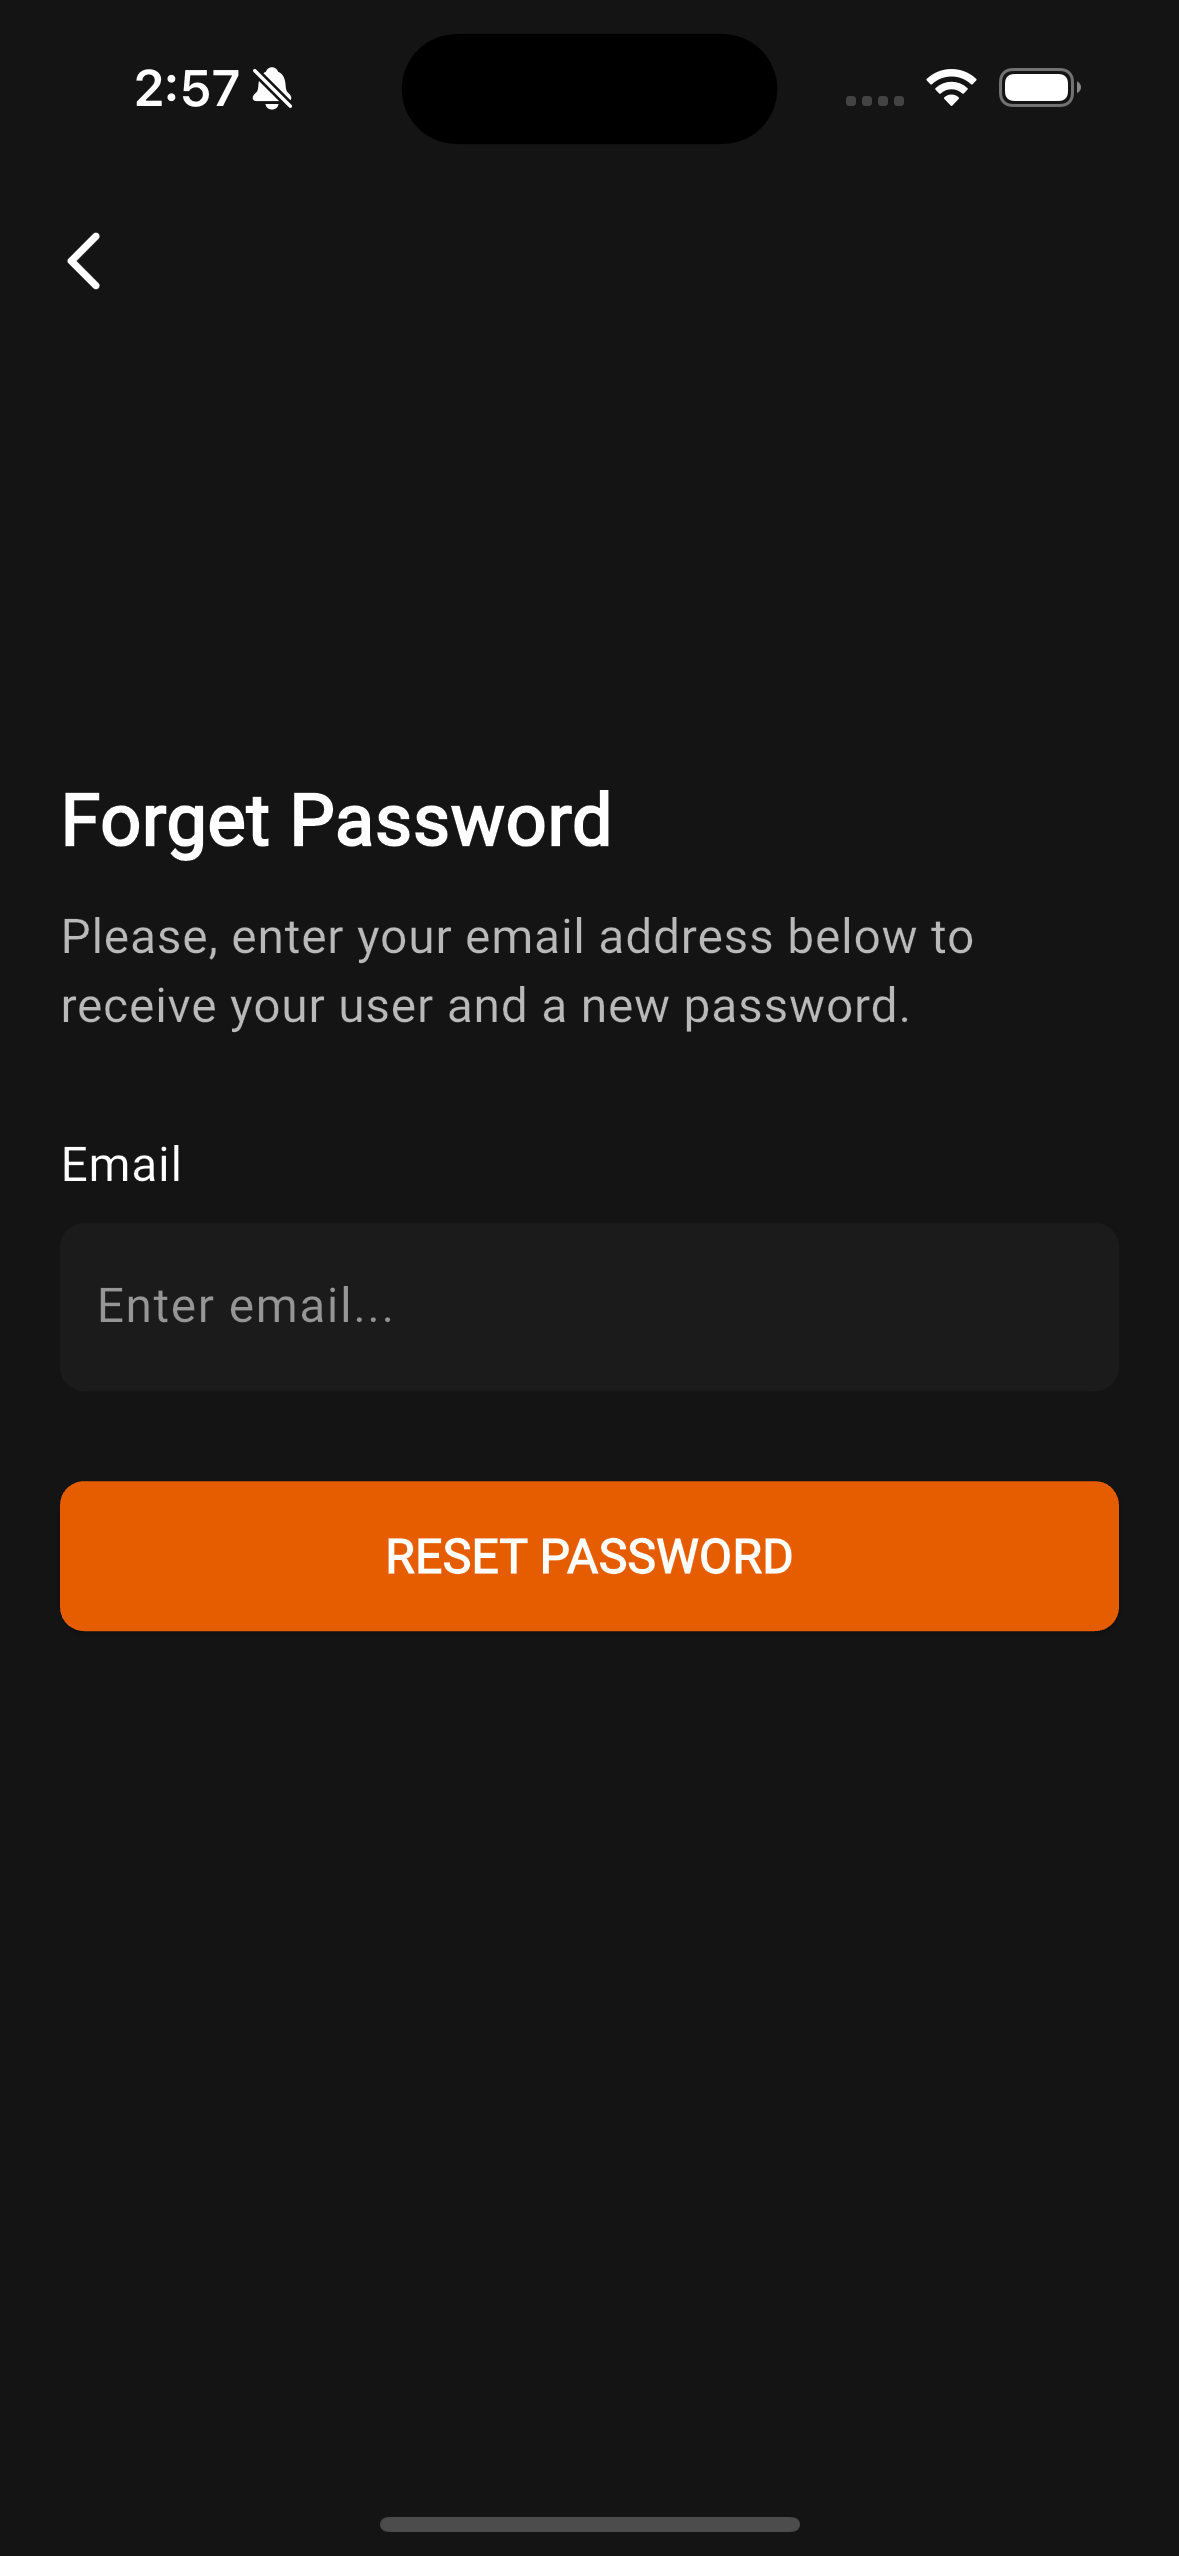 2:57
Forget Password
Please, enter your email address below to
receive your user and a new password.
Email
Enter email...
RESET PASSWORD